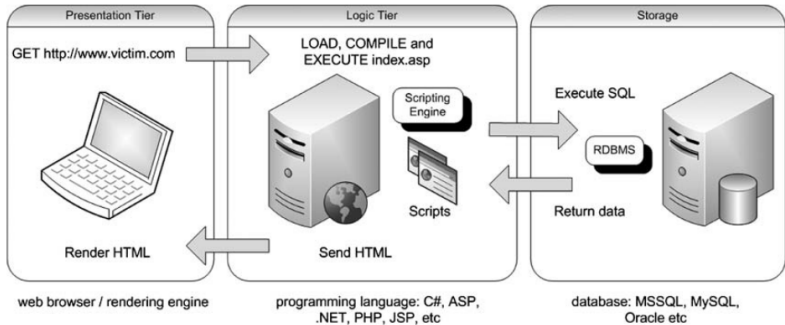 Presentation Tier
GET http://www.victim.com
Render HTML
web browser / rendering engine
Logic Tier
LOAD, COMPILE and
EXECUTE index.asp
Scripting
Engine
Scripts
Send HTML
programming language: C#, ASP,
.NET, PHP, JSP, etc
Storage
Execute SQL
RDBMS
Return data
database: MSSQL, MySQL,
Oracle etc